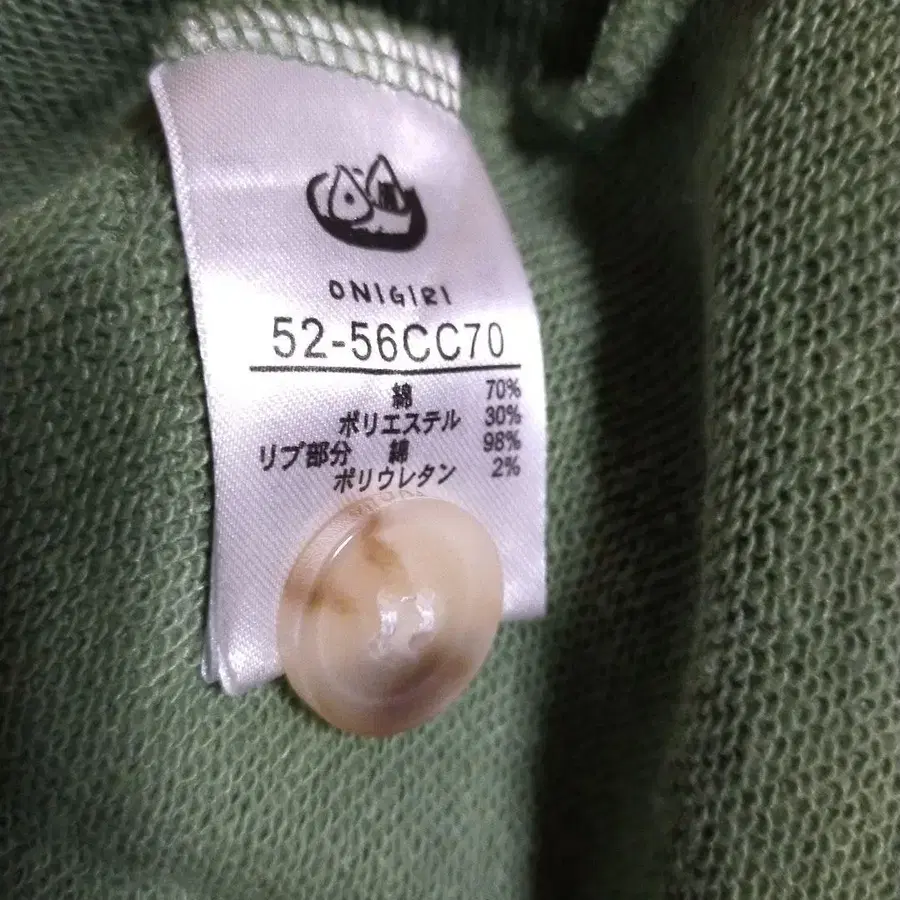 ONIGIRI
52-56CC70
綿 70%
ポリエステル 30%
リブ部分 綿 98%
ポリウレタン 2%